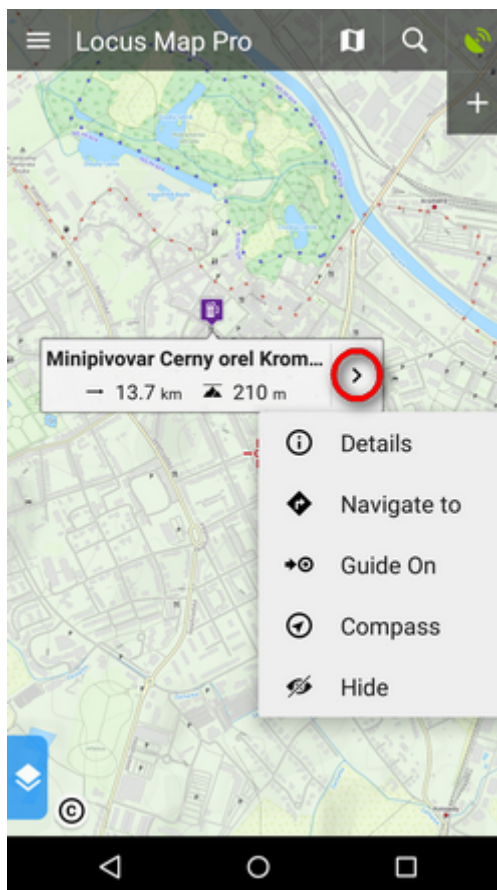 Locus Map Pro
Minipivovar Cerny orel Krom...
13.7 km 210 m
Details
Navigate to
Guide On
Compass
Hide